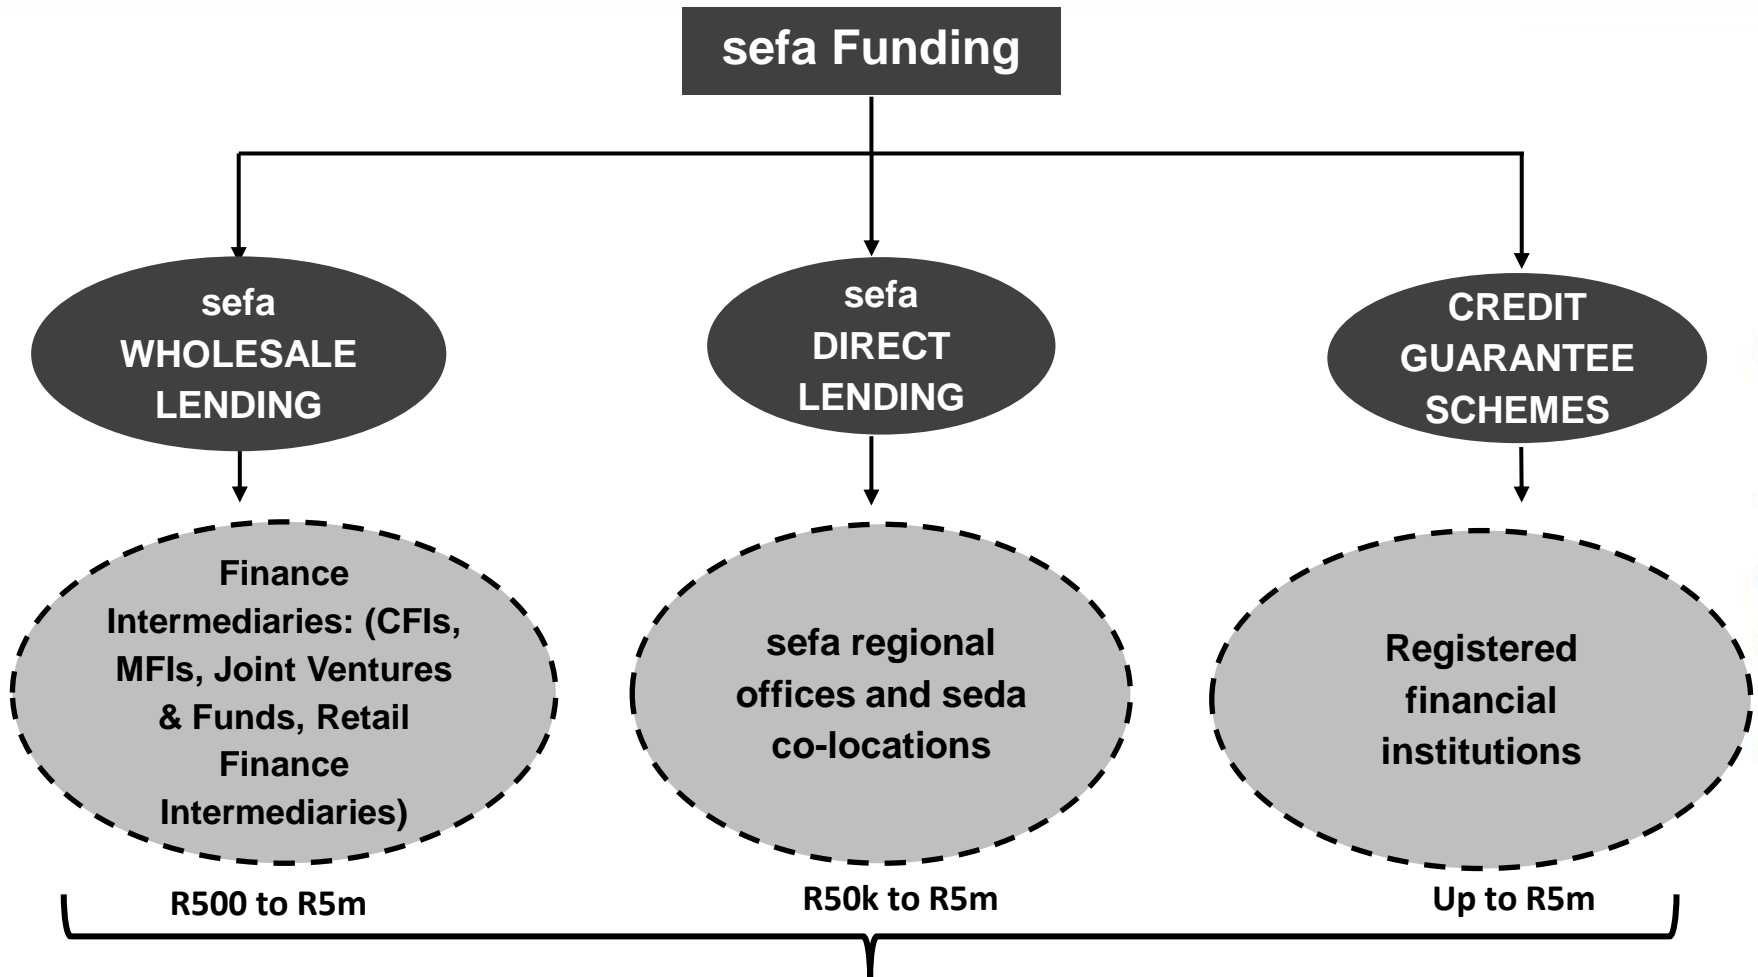 sefa Funding
sefa
WHOLESALE
LENDING
sefa
DIRECT
LENDING
CREDIT
GUARANTEE
SCHEMES
Finance
Intermediaries: (CFIs,
MFIs, Joint Ventures
& Funds, Retail
Finance
Intermediaries)
sefa regional
offices and seda
co-locations
Registered
financial
institutions
R500 to R5m
R50k to R5m
Up to R5m